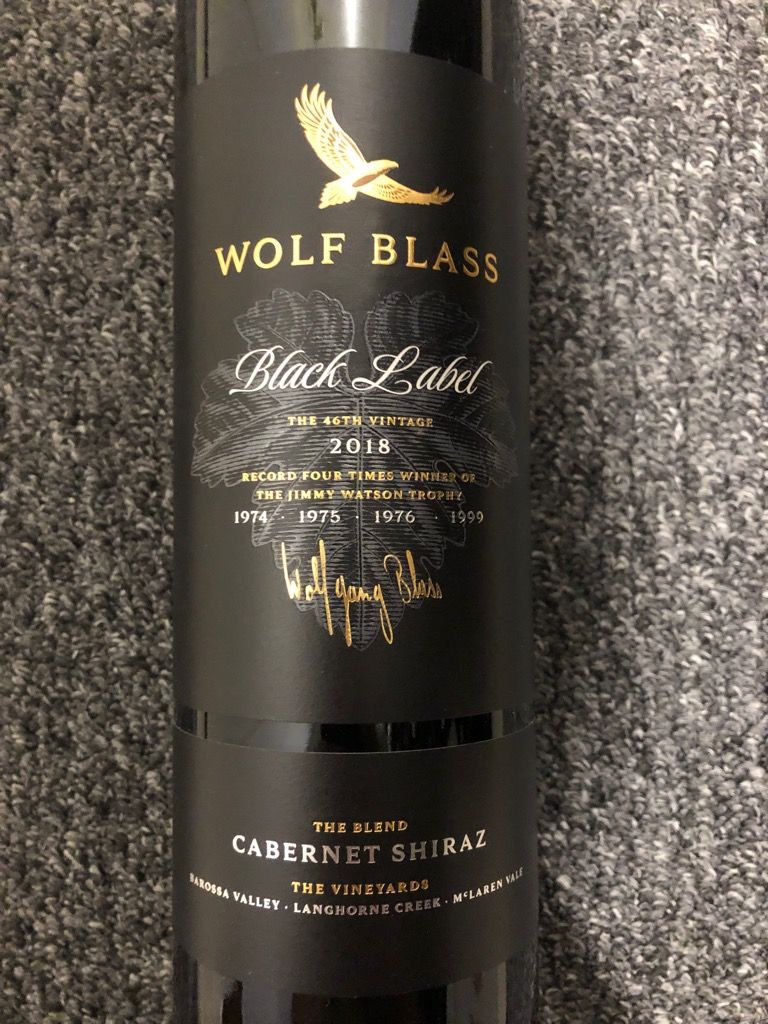 WOLF BLASS
Black Label
THE 46TH VINTAGE
2018
RECORD FOUR TIMES WINNER OF
THE JIMMY WATSON TROPHY
1974 · 1975 · 1976 · 1999
Wolfgang Blass
THE BLEND
CABERNET SHIRAZ
THE VINEYARDS
BAROSSA VALLEY · LANGHORNE CREEK · McLAREN VALE